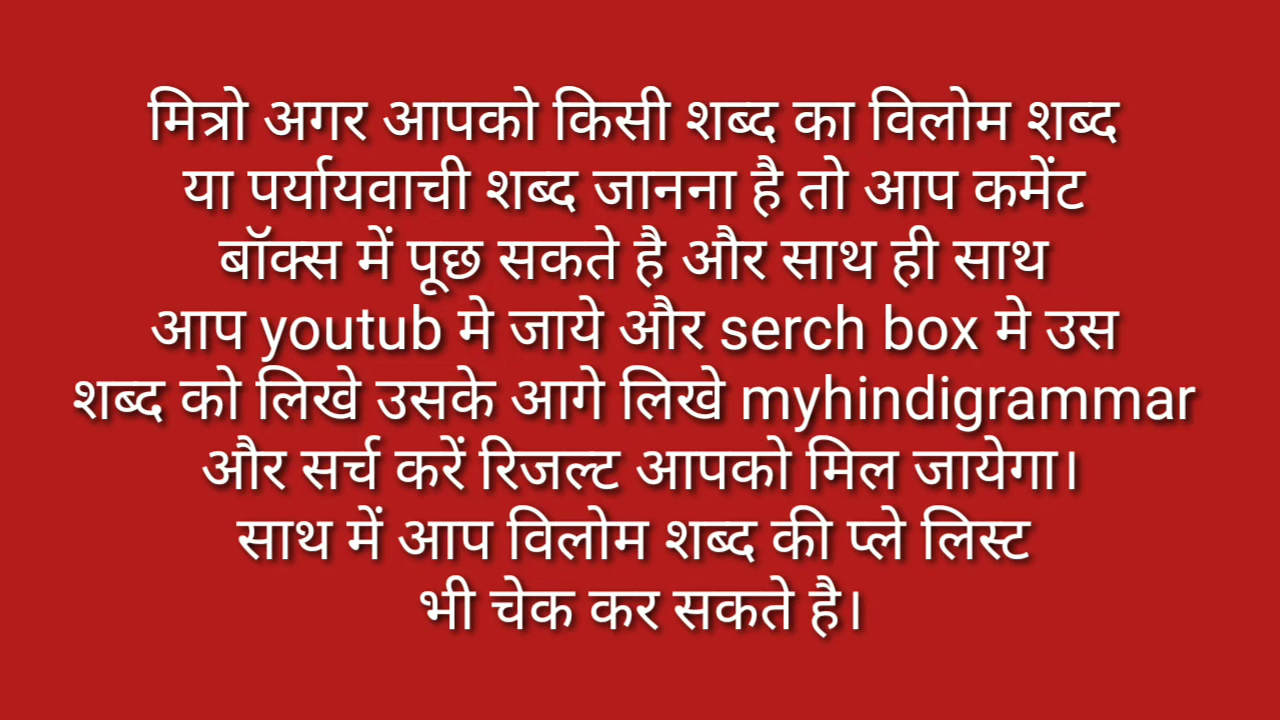 मित्रो अगर आपको किसी शब्द का विलोम शब्द
या पर्यायवाची शब्द जानना है तो आप कमेंट
बॉक्स में पूछ सकते है और साथ ही साथ
आप youtub मे जाये और serch box मे उस
शब्द को लिखे उसके आगे लिखे myhindigrammar
और सर्च करें रिजल्ट आपको मिल जायेगा।
साथ में आप विलोम शब्द की प्ले लिस्ट
भी चेक कर सकते है।